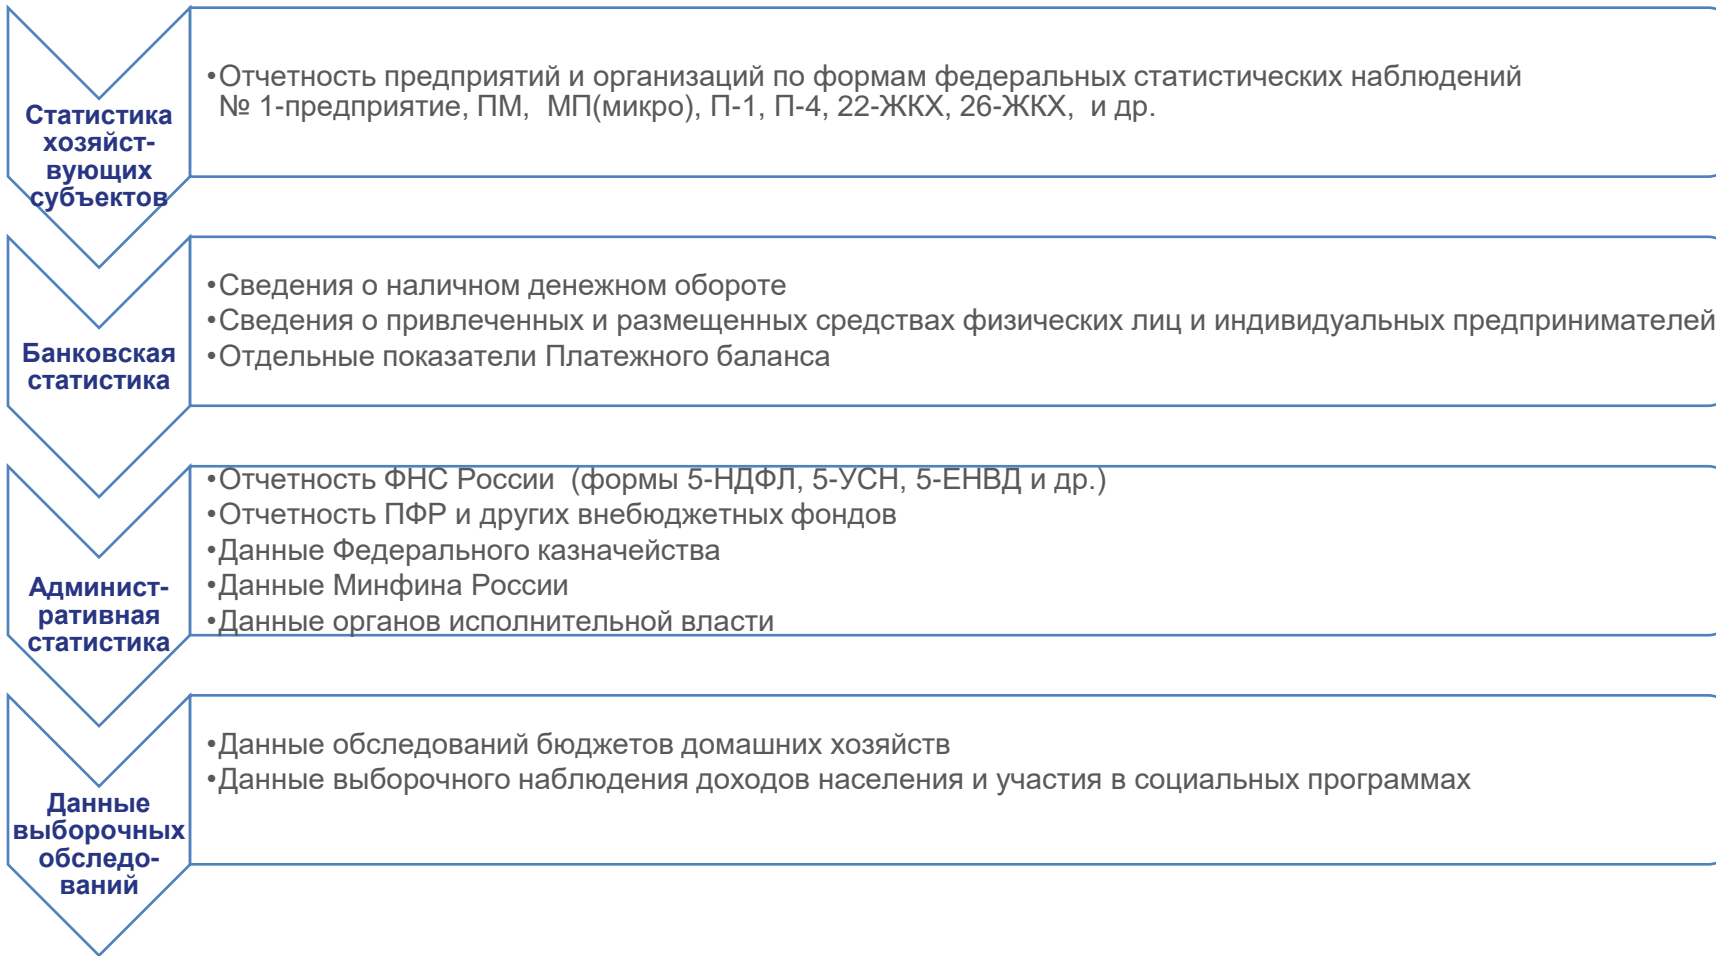 Статистика
хозяйст-
вующих
субъектов
•Отчетность предприятий и организаций по формам федеральных статистических наблюдений
№ 1-предприятие, ПМ, МП(микро), П-1, П-4, 22-ЖКХ, 26-ЖКХ, и др.
Банковская
статистика
•Сведения о наличном денежном обороте
•Сведения о привлеченных и размещенных средствах физических лиц и индивидуальных предпринимателей
•Отдельные показатели Платежного баланса
Админист-
ративная
статистика
•Отчетность ФНС России (формы 5-НДФЛ, 5-УСН, 5-ЕНВД и др.)
•Отчетность ПФР и других внебюджетных фондов
•Данные Федерального казначейства
•Данные Минфина России
•Данные органов исполнительной власти
Данные
выборочных
обследо-
ваний
•Данные обследований бюджетов домашних хозяйств
•Данные выборочного наблюдения доходов населения и участия в социальных программах